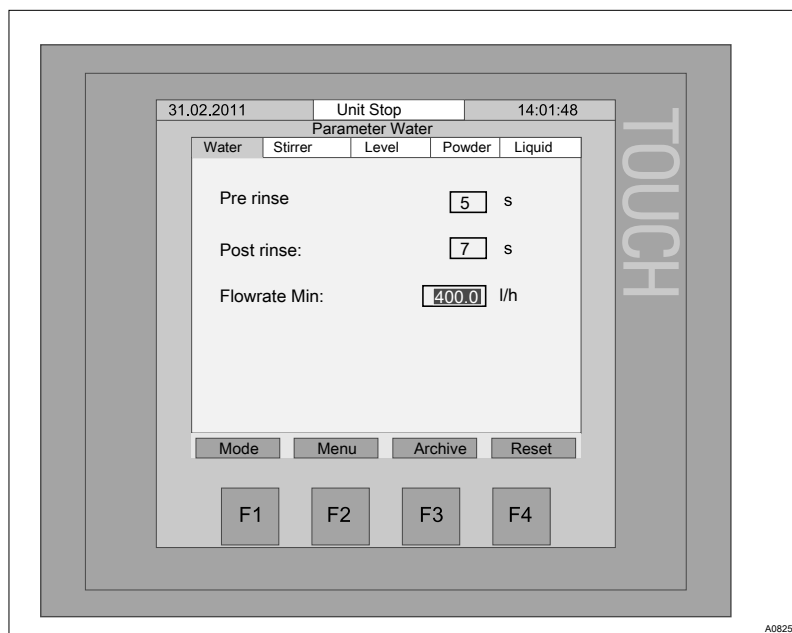 31.02.2011 Unit Stop 14:01:48
Parameter Water
Water Stirrer Level Powder Liquid
Pre rinse 5 s
Post rinse: 7 s
Flowrate Min: 400.0 l/h
Mode Menu Archive Reset
F1 F2 F3 F4
TOUCH
A0825